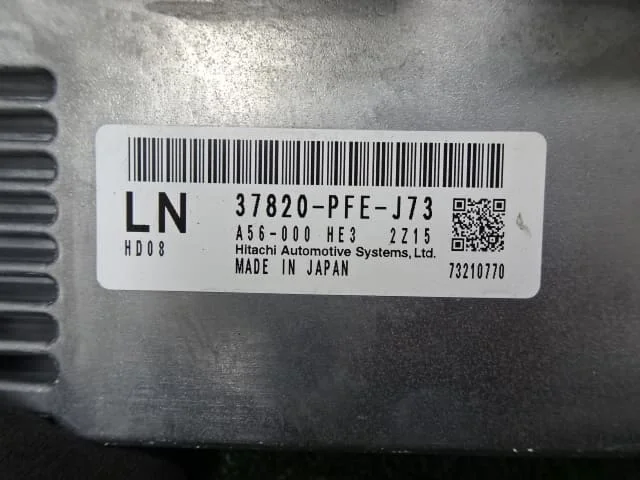 LN 37820-PFE-J73
HD08 A56-000 HE3 2Z15
Hitachi Automotive Systems, Ltd.
MADE IN JAPAN 73210770